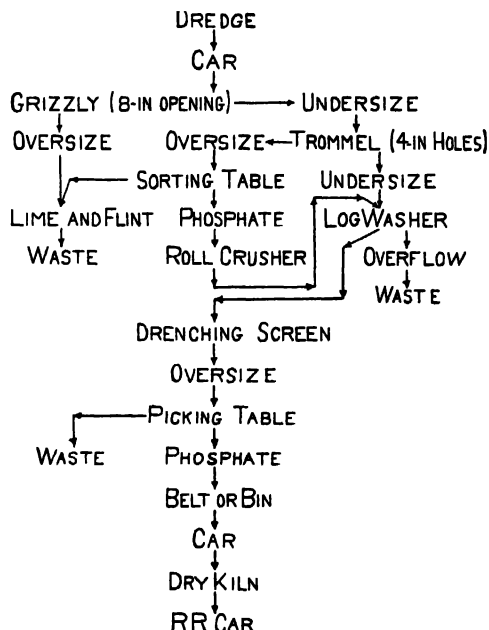 DREDGE
CAR
GRIZZLY (8-IN OPENING) UNDERSIZE
OVERSIZE OVERSIZE TROMMEL (4-IN HOLES)
SORTING TABLE UNDERSIZE
LIME AND FLINT PHOSPHATE LOG WASHER
WASTE ROLL CRUSHER OVERFLOW
WASTE
DRENCHING SCREEN
OVERSIZE
PICKING TABLE
WASTE PHOSPHATE
BELT OR BIN
CAR
DRY KILN
RR CAR